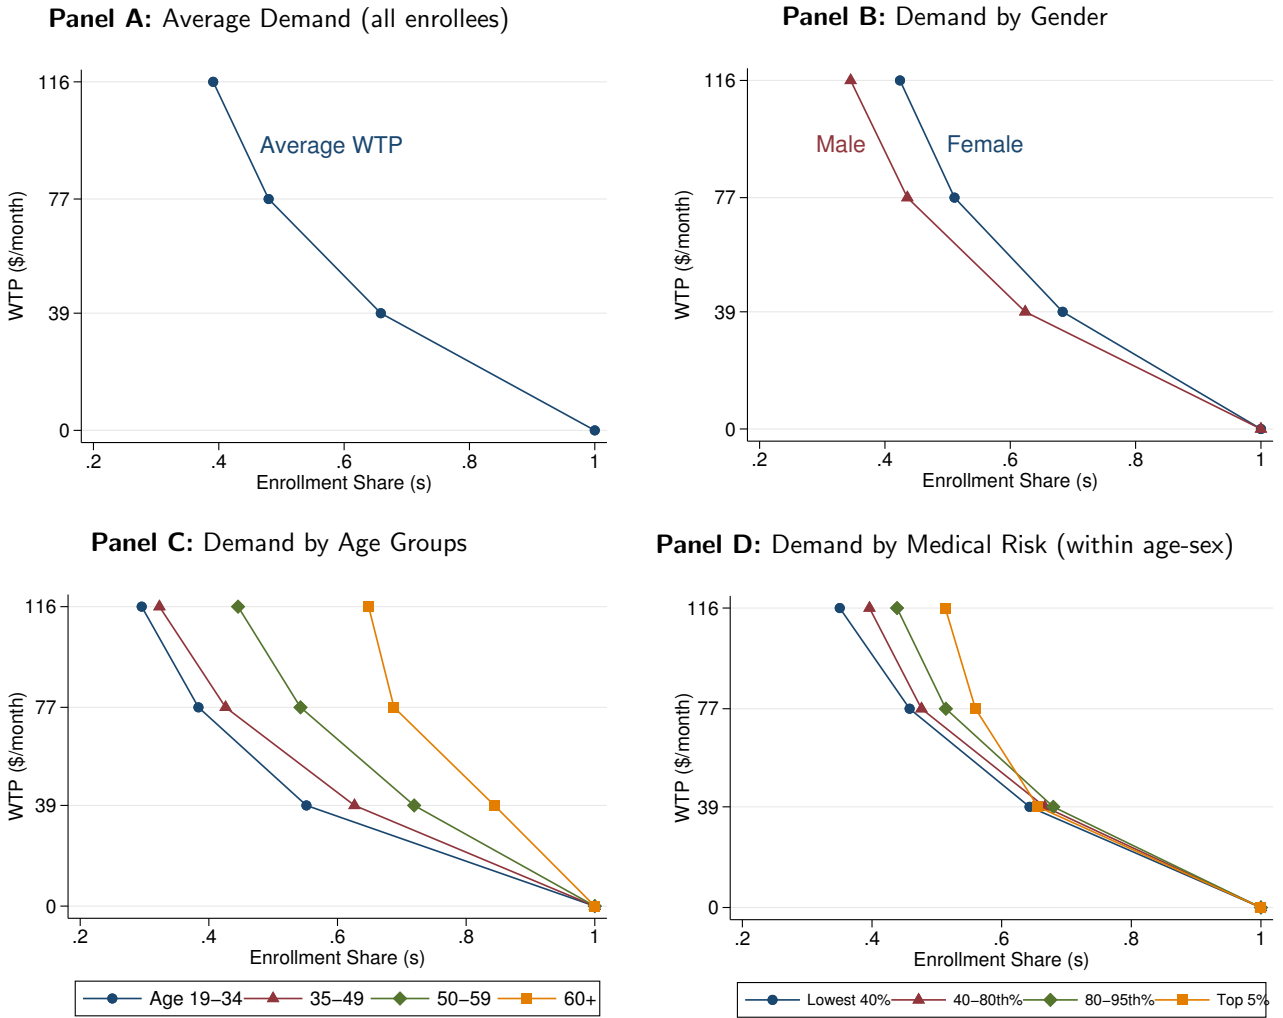 Panel A: Average Demand (all enrollees)
116
77
39
0
WTP ($/month)
Average WTP
.2 .4 .6 .8 1
Enrollment Share (s)
Panel B: Demand by Gender
116
77
39
0
WTP ($/month)
Male Female
.2 .4 .6 .8 1
Enrollment Share (s)
Panel C: Demand by Age Groups
116
77
39
0
WTP ($/month)
.2 .4 .6 .8 1
Enrollment Share (s)
Age 19−34 35−49 50−59 60+
Panel D: Demand by Medical Risk (within age-sex)
116
77
39
0
WTP ($/month)
.2 .4 .6 .8 1
Enrollment Share (s)
Lowest 40% 40−80th% 80−95th% Top 5%